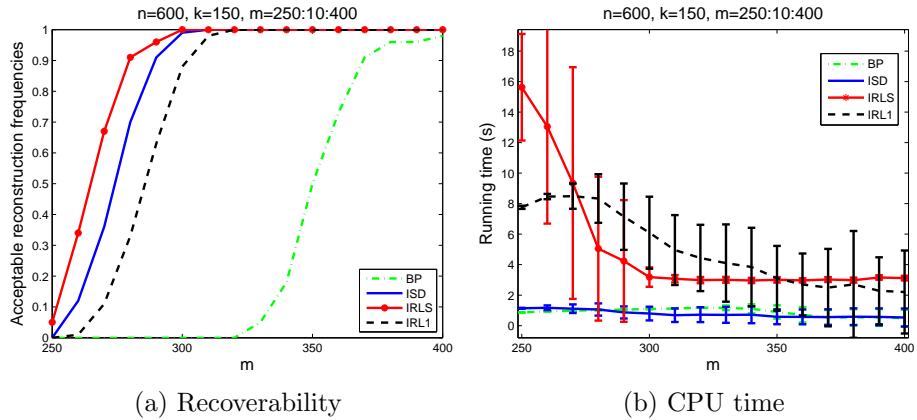 n=600, k=150, m=250:10:400
Acceptable reconstruction frequencies
1
0.9
0.8
0.7
0.6
0.5
0.4
0.3
0.2
0.1
0
250
300
350
400
m
BP
ISD
IRLS
IRL1
(a) Recoverability
n=600, k=150, m=250:10:400
Running time (s)
18
16
14
12
10
8
6
4
2
0
250
300
350
400
m
BP
ISD
IRLS
IRL1
(b) CPU time